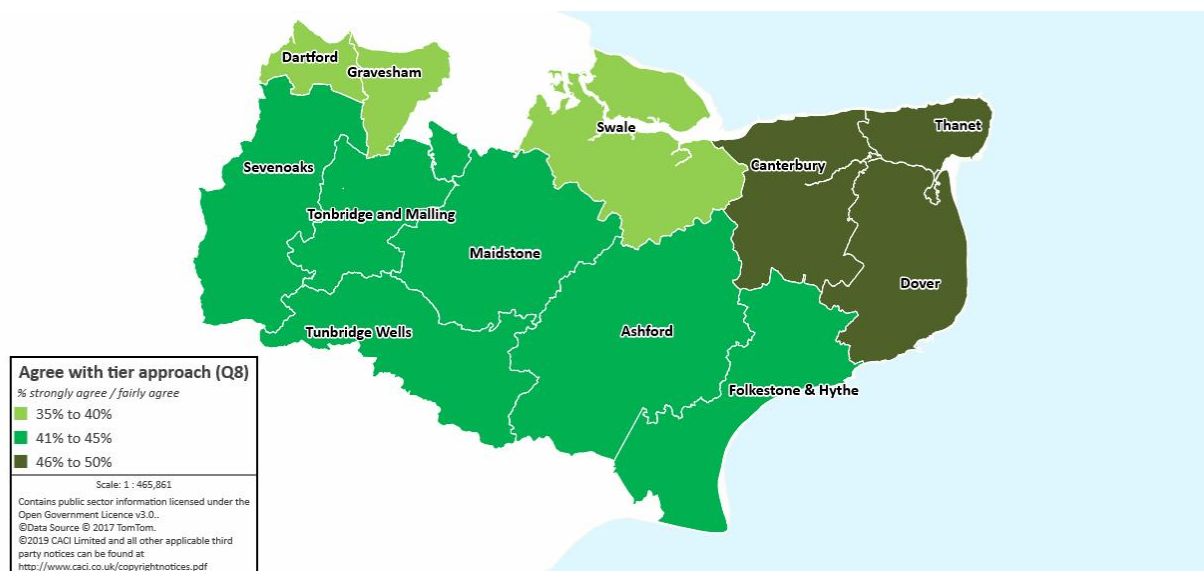 Dartford
Gravesham
Swale
Thanet
Canterbury
Sevenoaks
Tonbridge and Malling
Maidstone
Dover
Tunbridge Wells
Ashford
Folkestone & Hythe
Agree with tier approach (Q8)
% strongly agree / fairly agree
35% to 40%
41% to 45%
46% to 50%
Scale: 1 : 465,861
Contains public sector information licensed under the
Open Government Licence v3.0..
©Data Source © 2017 TomTom.
©2019 CACI Limited and all other applicable third
party notices can be found at
http://www.caci.co.uk/copyrightnotices.pdf